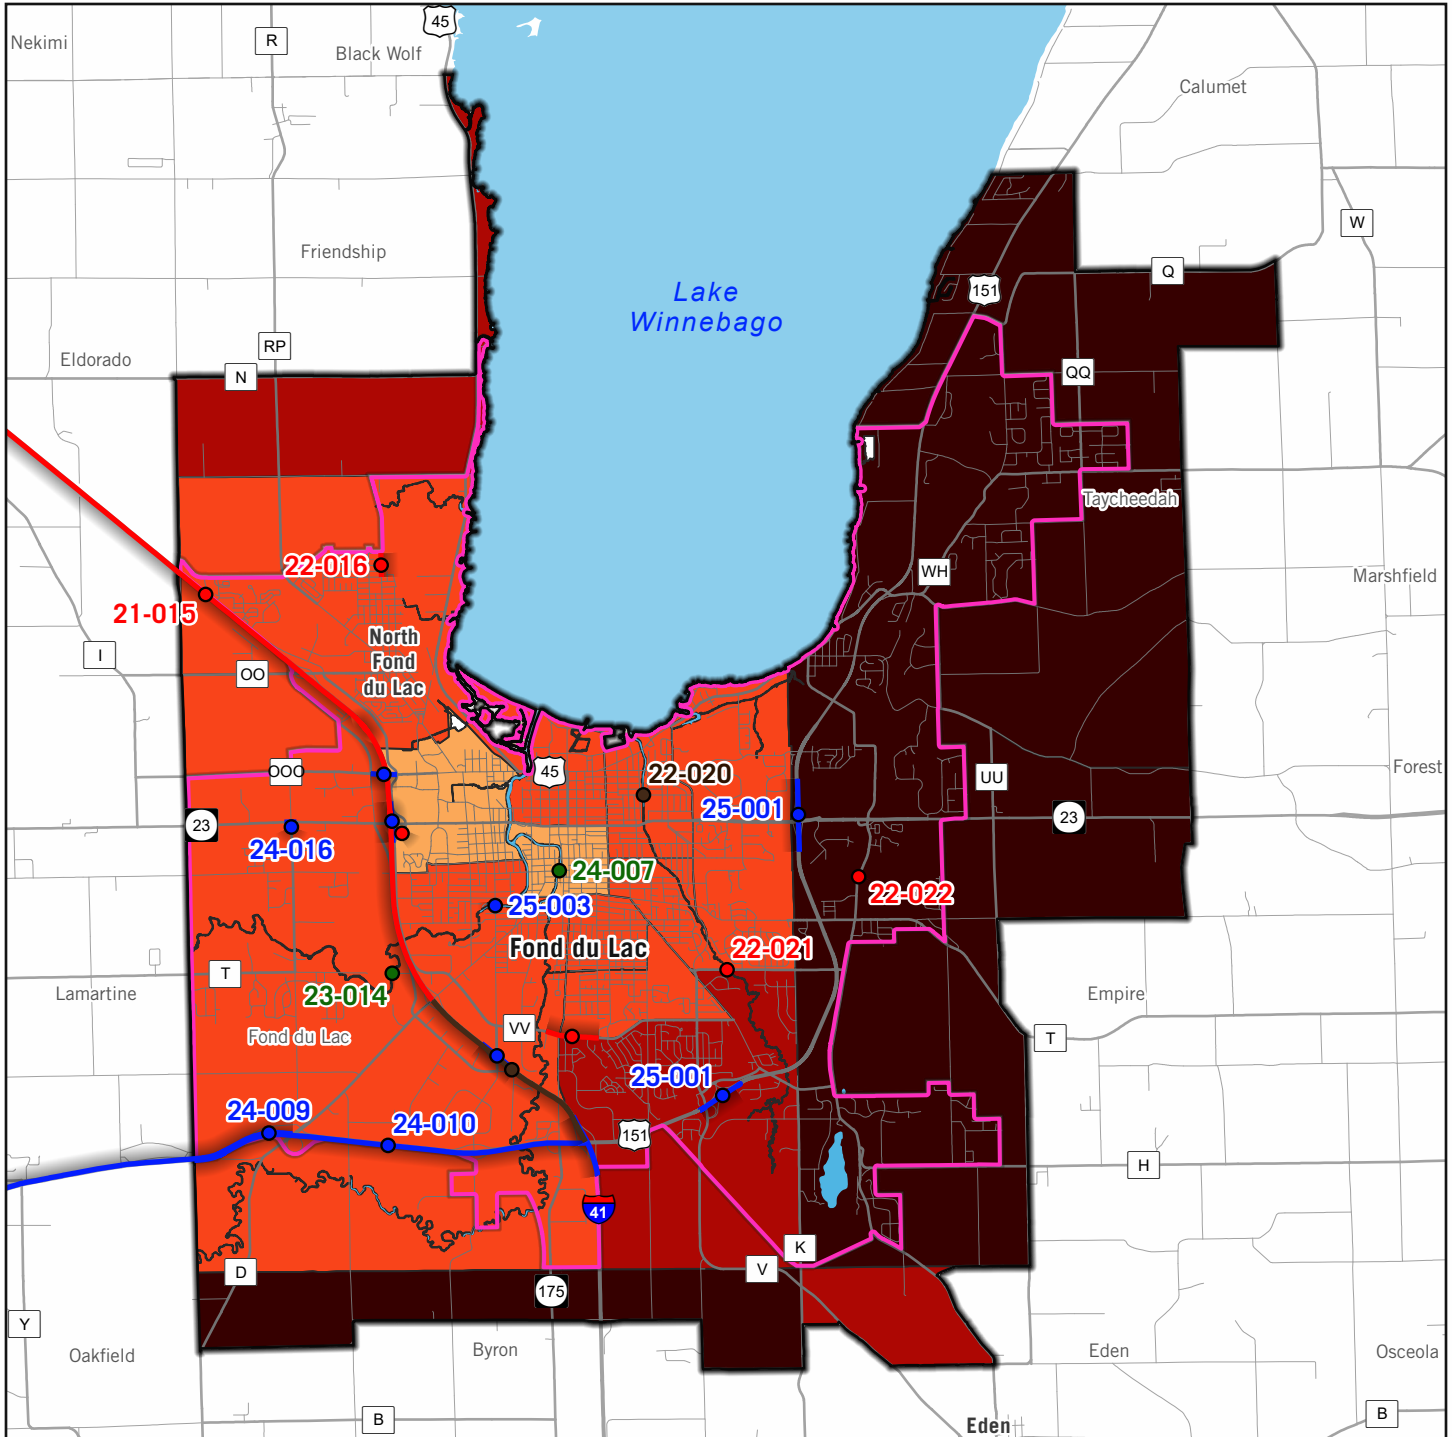 45
Nekimi
R
Black Wolf
Calumet
W
Friendship
Q
151
Lake
Winnebago
RP
Eldorado
N
QQ
Taycheedah
22-016
WH
Marshfield
21-015
North
Fond
du Lac
I
OO
OOO
45
22-020
UU
Forest
25-001
23
23
24-016
24-007
22-022
25-003
Fond du Lac
22-021
T
Lamartine
23-014
Empire
VV
Fond du Lac
T
25-001
24-009
24-010
151
H
41
K
D
V
175
Y
Oakfield
Byron
Eden
Osceola
B
Eden
B